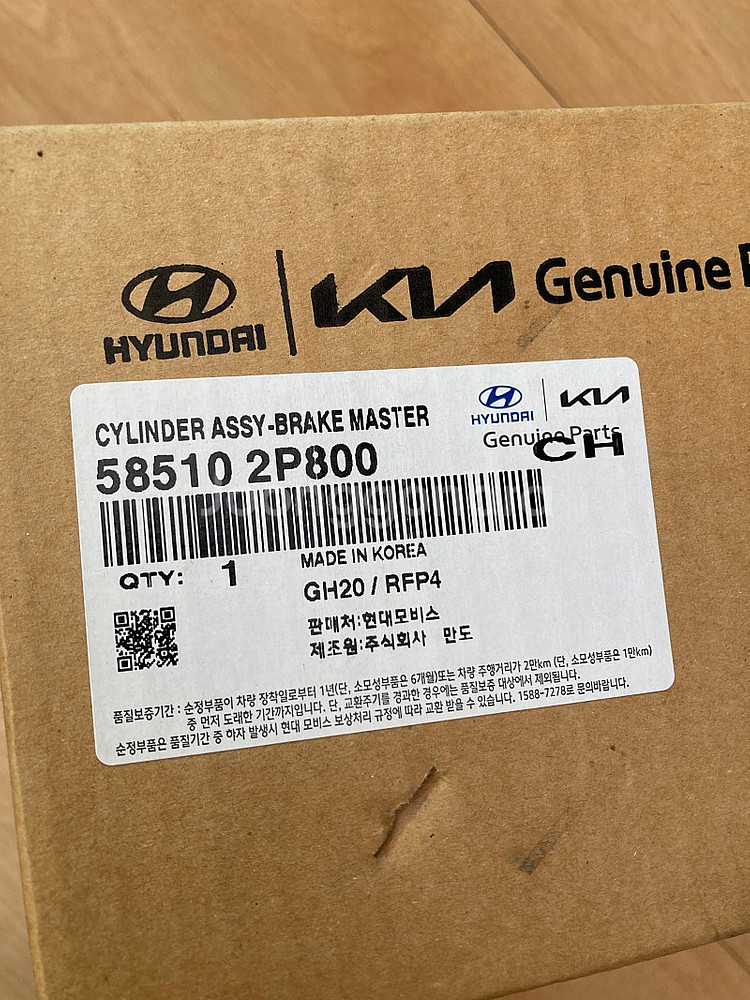 HYUNDAI
KIA Genuine
CYLINDER ASSY-BRAKE MASTER
HYUNDAI KIA
Genuine Parts
58510 2P800
CH
QTY: 1
MADE IN KOREA
GH20 / RFP4
판매처:현대모비스
제조원:주식회사 만도
품질보증기간 : 순정부품이 차량 장착일로부터 1년(단, 소모성부품은 6개월)또는 차량 주행거리가 2만km (단, 소모성부품은 1만km)
중 먼저 도래한 기간까지입니다. 단, 교환주기를 경과한 경우에는 품질보증 대상에서 제외됩니다.
순정부품은 품질기간 중 하자 발생시 현대 모비스 보상처리 규정에 따라 교환 받을 수 있습니다. 1588-7278로 문의바랍니다.